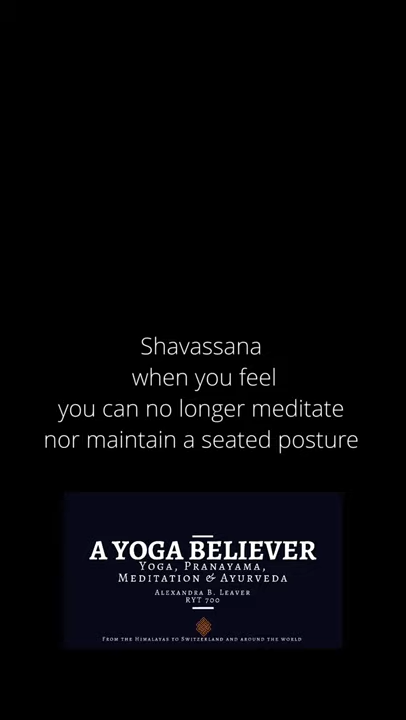 Shavassana
when you feel
you can no longer meditate
nor maintain a seated posture
A YOGA BELIEVER
Yoga, Pranayama,
Meditation & Ayurveda
Alexandra B. Leaver
RYT 700
From the Himalayas to Switzerland and around the world